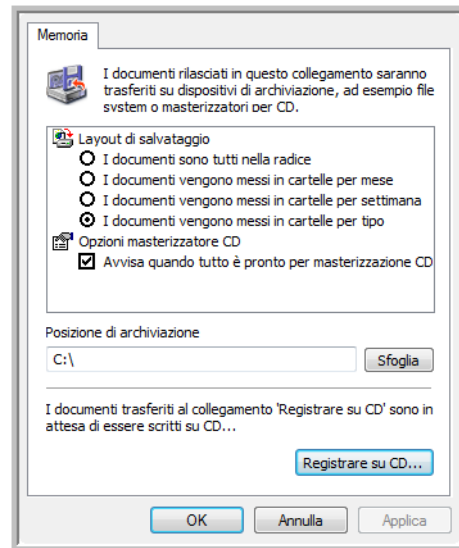 Memoria
I documenti rilasciati in questo collegamento saranno
trasferiti su dispositivi di archiviazione, ad esempio file
system o masterizzatori per CD.
Layout di salvataggio
I documenti sono tutti nella radice
I documenti vengono messi in cartelle per mese
I documenti vengono messi in cartelle per settimana
I documenti vengono messi in cartelle per tipo
Opzioni masterizzatore CD
Avvisa quando tutto è pronto per masterizzazione CD
Posizione di archiviazione
C:\
Sfoglia
I documenti trasferiti al collegamento 'Registrare su CD' sono in
attesa di essere scritti su CD...
Registrare su CD...
OK Annulla Applica